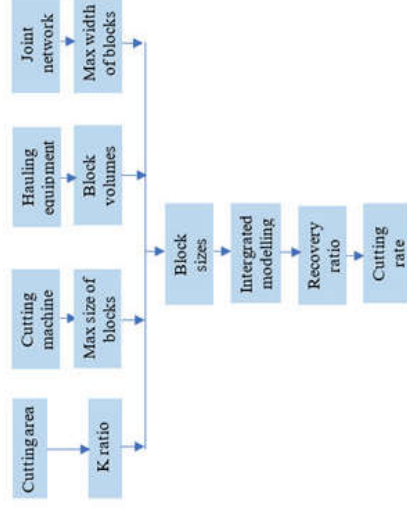 Cutting area
Cutting
machine
Hauling
equipment
Joint
network
K ratio
Max size of
blocks
Block
volumes
Max width
of blocks
Block
sizes
Intergrated
modelling
Recovery
ratio
Cutting
rate